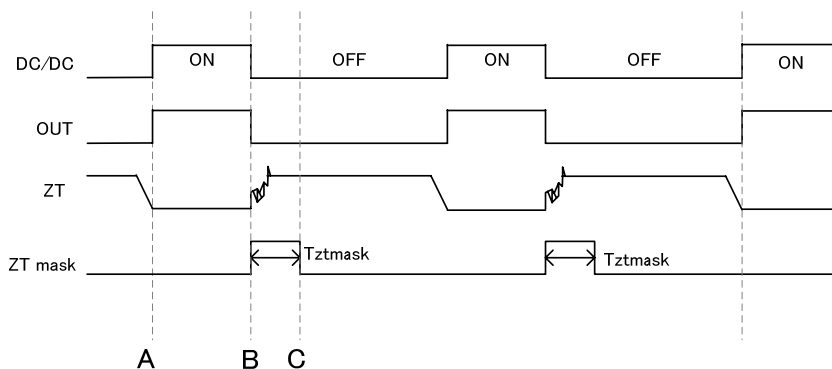 DC/DC ON OFF ON OFF ON
OUT
ZT
ZT mask Tztmask Tztmask
A B C